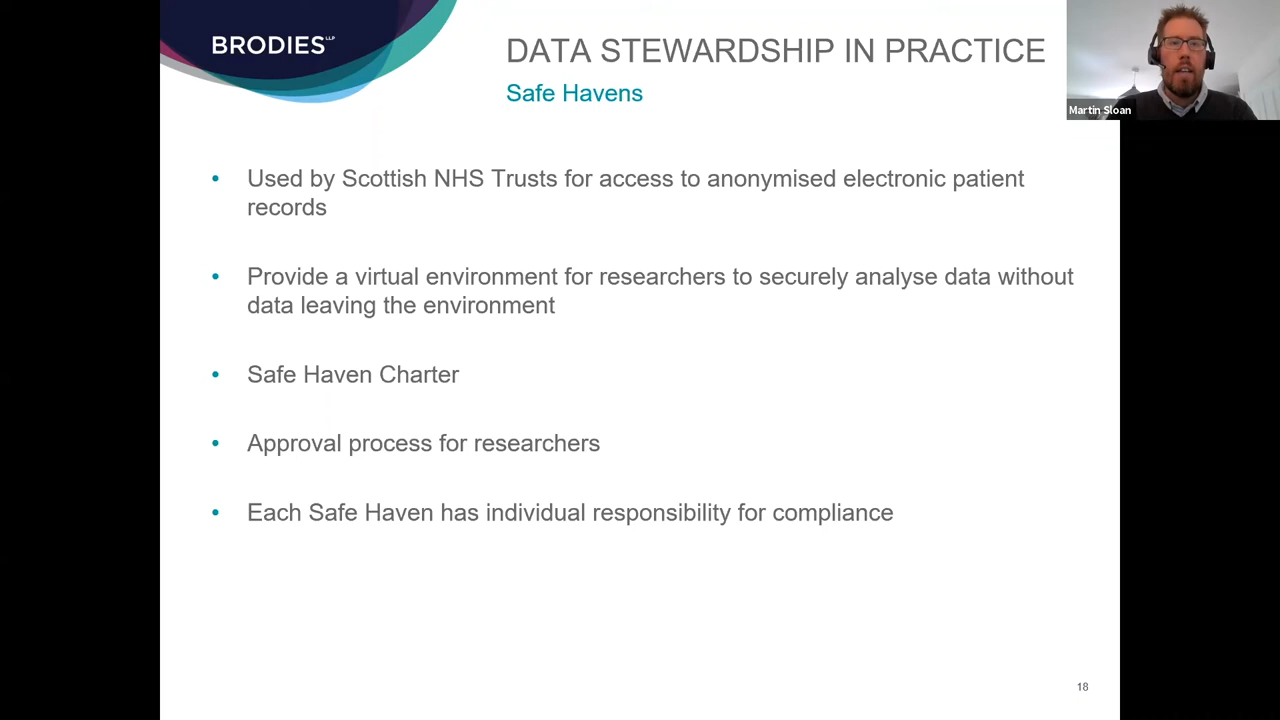 BRODIES LLP
DATA STEWARDSHIP IN PRACTICE
Safe Havens
Martin Sloan
• Used by Scottish NHS Trusts for access to anonymised electronic patient
records
• Provide a virtual environment for researchers to securely analyse data without
data leaving the environment
• Safe Haven Charter
• Approval process for researchers
• Each Safe Haven has individual responsibility for compliance
18